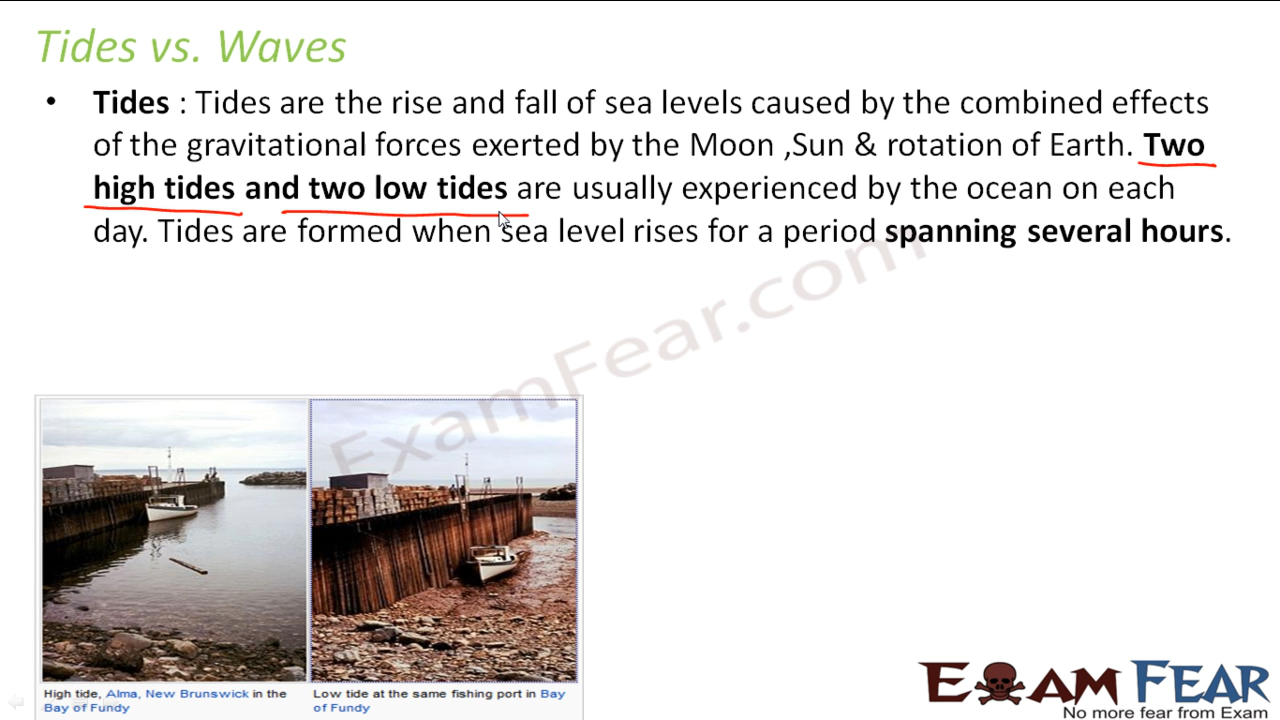 Tides vs. Waves
• Tides : Tides are the rise and fall of sea levels caused by the combined effects
of the gravitational forces exerted by the Moon ,Sun & rotation of Earth. Two
high tides and two low tides are usually experienced by the ocean on each
day. Tides are formed when sea level rises for a period spanning several hours.
ExamFear.com
High tide, Alma, New Brunswick in the
Bay of Fundy
Low tide at the same fishing port in Bay
of Fundy
EXAM FEAR
No more fear from Exam